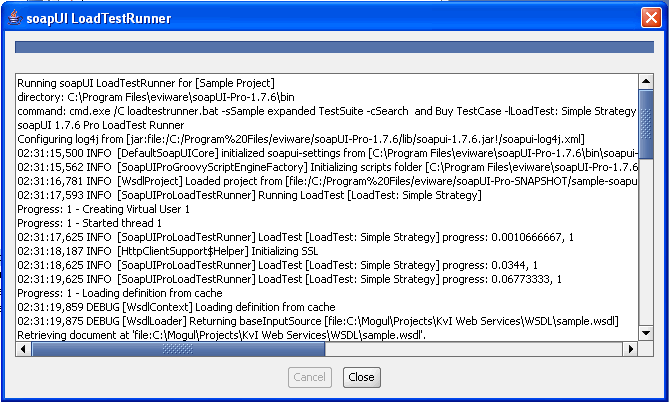 soapUI LoadTestRunner
Running soapUI LoadTestRunner for [Sample Project]
directory: C:\Program Files\eviware\soapUI-Pro-1.7.6\bin
command: cmd.exe /C loadtestrunner.bat -sSample expanded TestSuite -cSearch and Buy TestCase -lLoadTest: Simple Strategy
soapUI 1.7.6 Pro LoadTest Runner
Configuring log4j from [jar:file:/C:/Program%20Files/eviware/soapUI-Pro-1.7.6/lib/soapui-1.7.6.jar!/soapui-log4j.xml]
02:31:15,500 INFO [DefaultSoapUICore] initialized soapui-settings from [C:\Program Files\eviware\soapUI-Pro-1.7.6\bin\soapui-
02:31:15,562 INFO [SoapUIProGroovyScriptEngineFactory] Initializing scripts folder [C:\Program Files\eviware\soapUI-Pro-1.7.6
02:31:16,781 INFO [WsdlProject] Loaded project from [file:/C:/Program%20Files/eviware/soapUI-Pro-SNAPSHOT/sample-soapu
02:31:17,593 INFO [SoapUIProLoadTestRunner] Running LoadTest [LoadTest: Simple Strategy]
Progress: 1 - Creating Virtual User 1
Progress: 1 - Started thread 1
02:31:17,625 INFO [SoapUIProLoadTestRunner] LoadTest [LoadTest: Simple Strategy] progress: 0.0010666667, 1
02:31:18,187 INFO [HttpClientSupport$Helper] Initializing SSL
02:31:18,625 INFO [SoapUIProLoadTestRunner] LoadTest [LoadTest: Simple Strategy] progress: 0.0344, 1
02:31:19,625 INFO [SoapUIProLoadTestRunner] LoadTest [LoadTest: Simple Strategy] progress: 0.06773333, 1
Progress: 1 - Loading definition from cache
02:31:19,859 DEBUG [WsdlContext] Loading definition from cache
02:31:19,875 DEBUG [WsdlLoader] Returning baseInputSource [file:C:\Mogul\Projects\KvI Web Services\WSDL\sample.wsdl]
Retrieving document at 'file:C:\Mogul\Projects\KvI Web Services\WSDL\sample.wsdl'.
Cancel Close